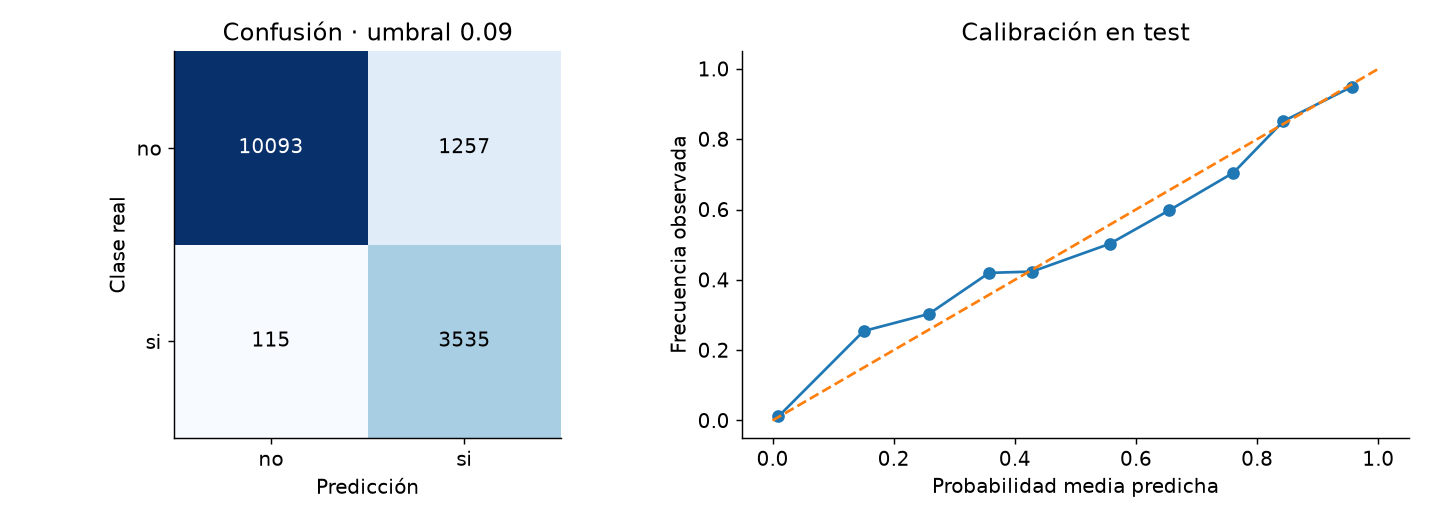 Confusión · umbral 0.09
no
10093
1257
si
115
3535
no
si
Clase real
Predicción
Calibración en test
1.0
0.8
0.6
0.4
0.2
0.0
0.0
0.2
0.4
0.6
0.8
1.0
Frecuencia observada
Probabilidad media predicha